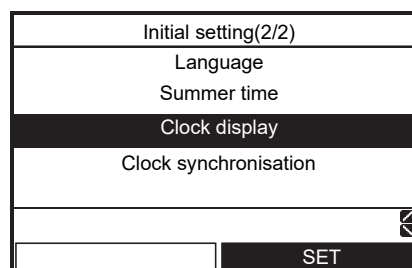 Initial setting(2/2)
Language
Summer time
Clock display
Clock synchronisation
SET